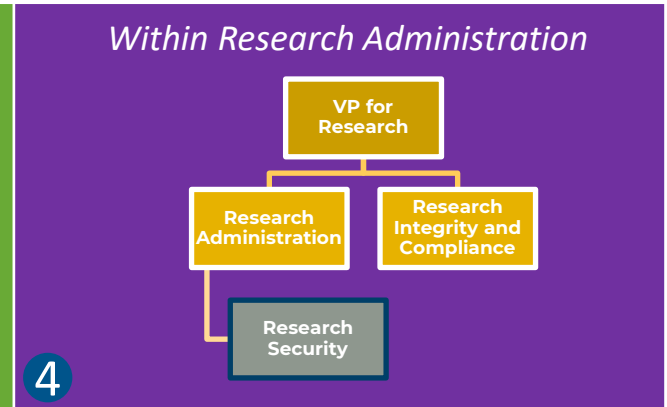 Within Research Administration
VP for
Research
Research
Administration
Research
Integrity and
Compliance
Research
Security
4